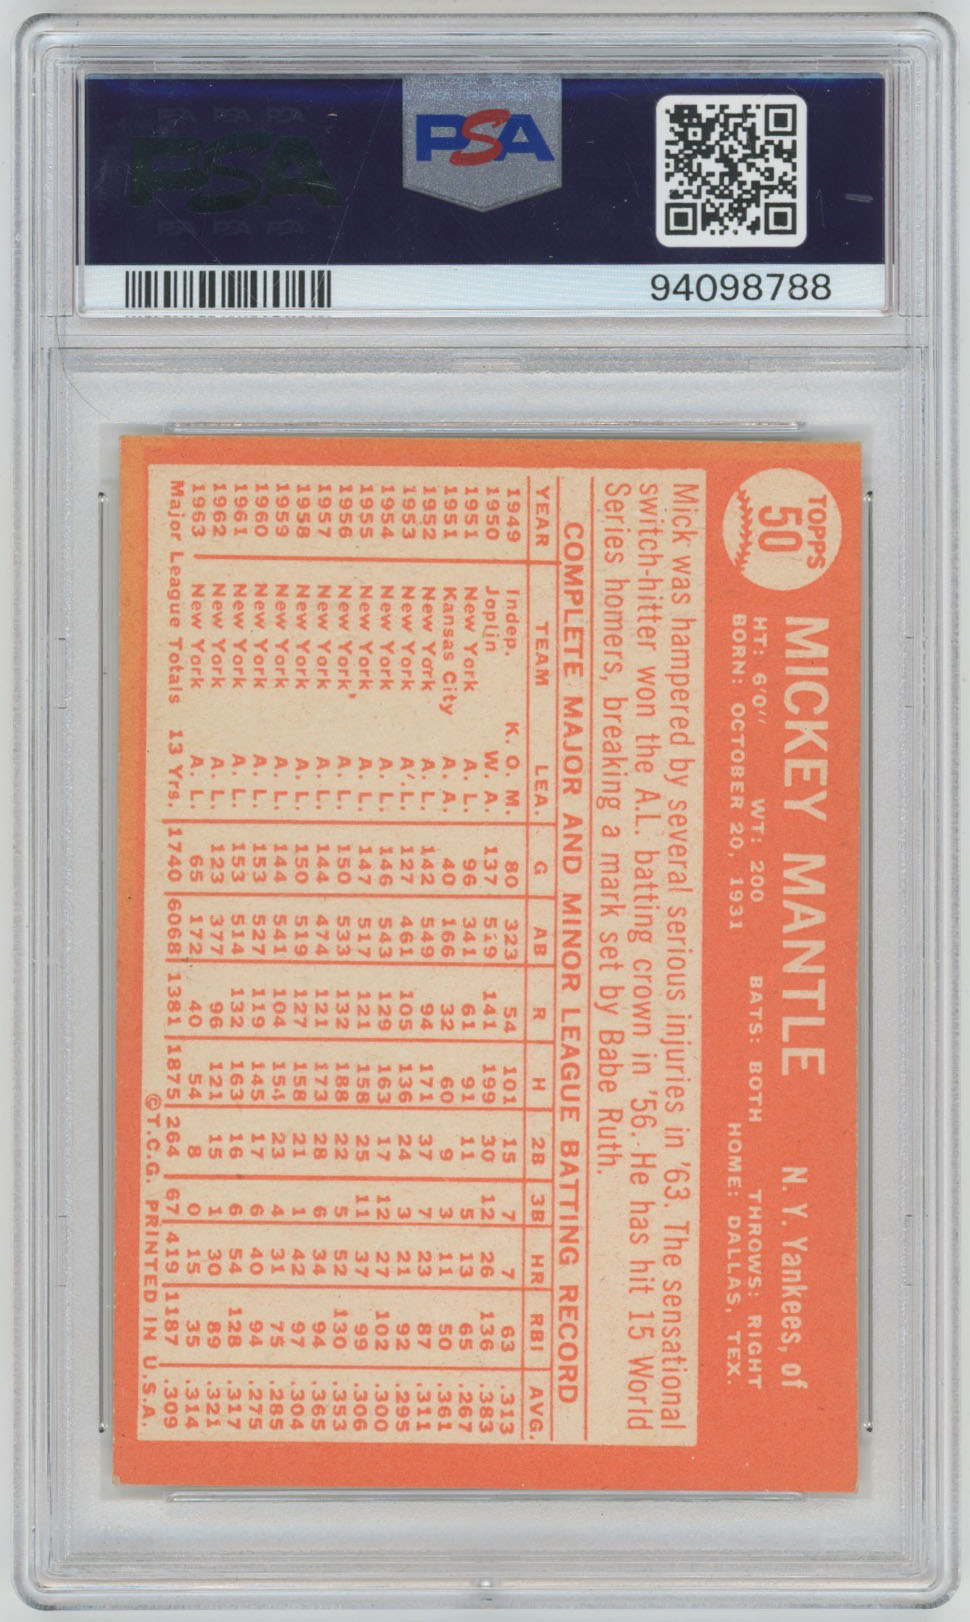 PSA PSA PSA
PSA
PSA PSA PSA
PSA
94098788
TOPPS
50
MICKEY MANTLE N. Y. Yankees, of
HT: 6'0" WT: 200 BATS: BOTH THROWS: RIGHT
BORN: OCTOBER 20, 1931 HOME: DALLAS, TEX.
Mick was hampered by several serious injuries in '63. The sensational
switch-hitter won the A.L. batting crown in '56. He has hit 15 World
Series homers, breaking a mark set by Babe Ruth.
COMPLETE MAJOR AND MINOR LEAGUE BATTING RECORD
YEAR TEAM LEA. G AB R H 2B 3B HR RBI AVG.
1949 Indep. K. O. M. 80 323 54 101 15 7 7 63 .313
1950 Joplin W. A. 137 519 141 199 30 12 26 136 .383
1951 New York A. L. 96 341 61 91 11 5 13 65 .267
1951 Kansas City A. A. 40 166 32 60 9 3 11 50 .361
1952 New York A. L. 142 549 94 171 37 7 23 87 .311
1953 New York A. L. 127 461 105 136 24 3 21 92 .295
1954 New York A. L. 146 543 129 163 17 12 27 102 .300
1955 New York A. L. 147 517 121 158 25 11 37 99 .306
1956 New York A. L. 150 533 132 188 22 5 52 130 .353
1957 New York A. L. 144 474 121 173 28 6 34 94 .365
1958 New York A. L. 150 519 127 158 21 1 42 97 .304
1959 New York A. L. 144 541 104 154 23 4 31 75 .285
1960 New York A. L. 153 527 119 145 17 6 40 94 .275
1961 New York A. L. 153 514 132 163 16 6 54 128 .317
1962 New York A. L. 123 377 96 121 15 1 30 89 .321
1963 New York A. L. 65 172 40 54 8 0 15 35 .314
Major League Totals 13 Yrs. 1740 6068 1381 1875 264 67 419 1187 .309
©T.C.G. PRINTED IN U.S.A.